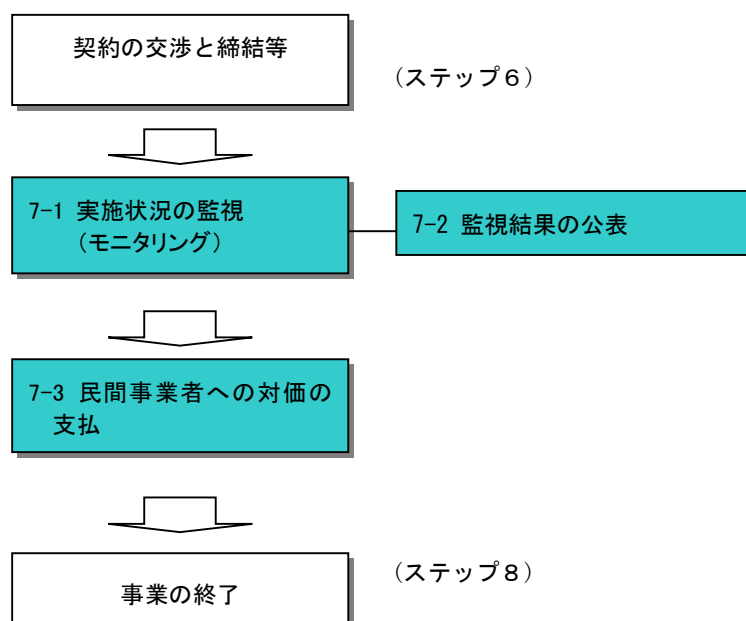 契約の交渉と締結等
（ステップ６）
7-1 実施状況の監視
（モニタリング）
7-2 監視結果の公表
7-3 民間事業者への対価の
支払
（ステップ８）
事業の終了